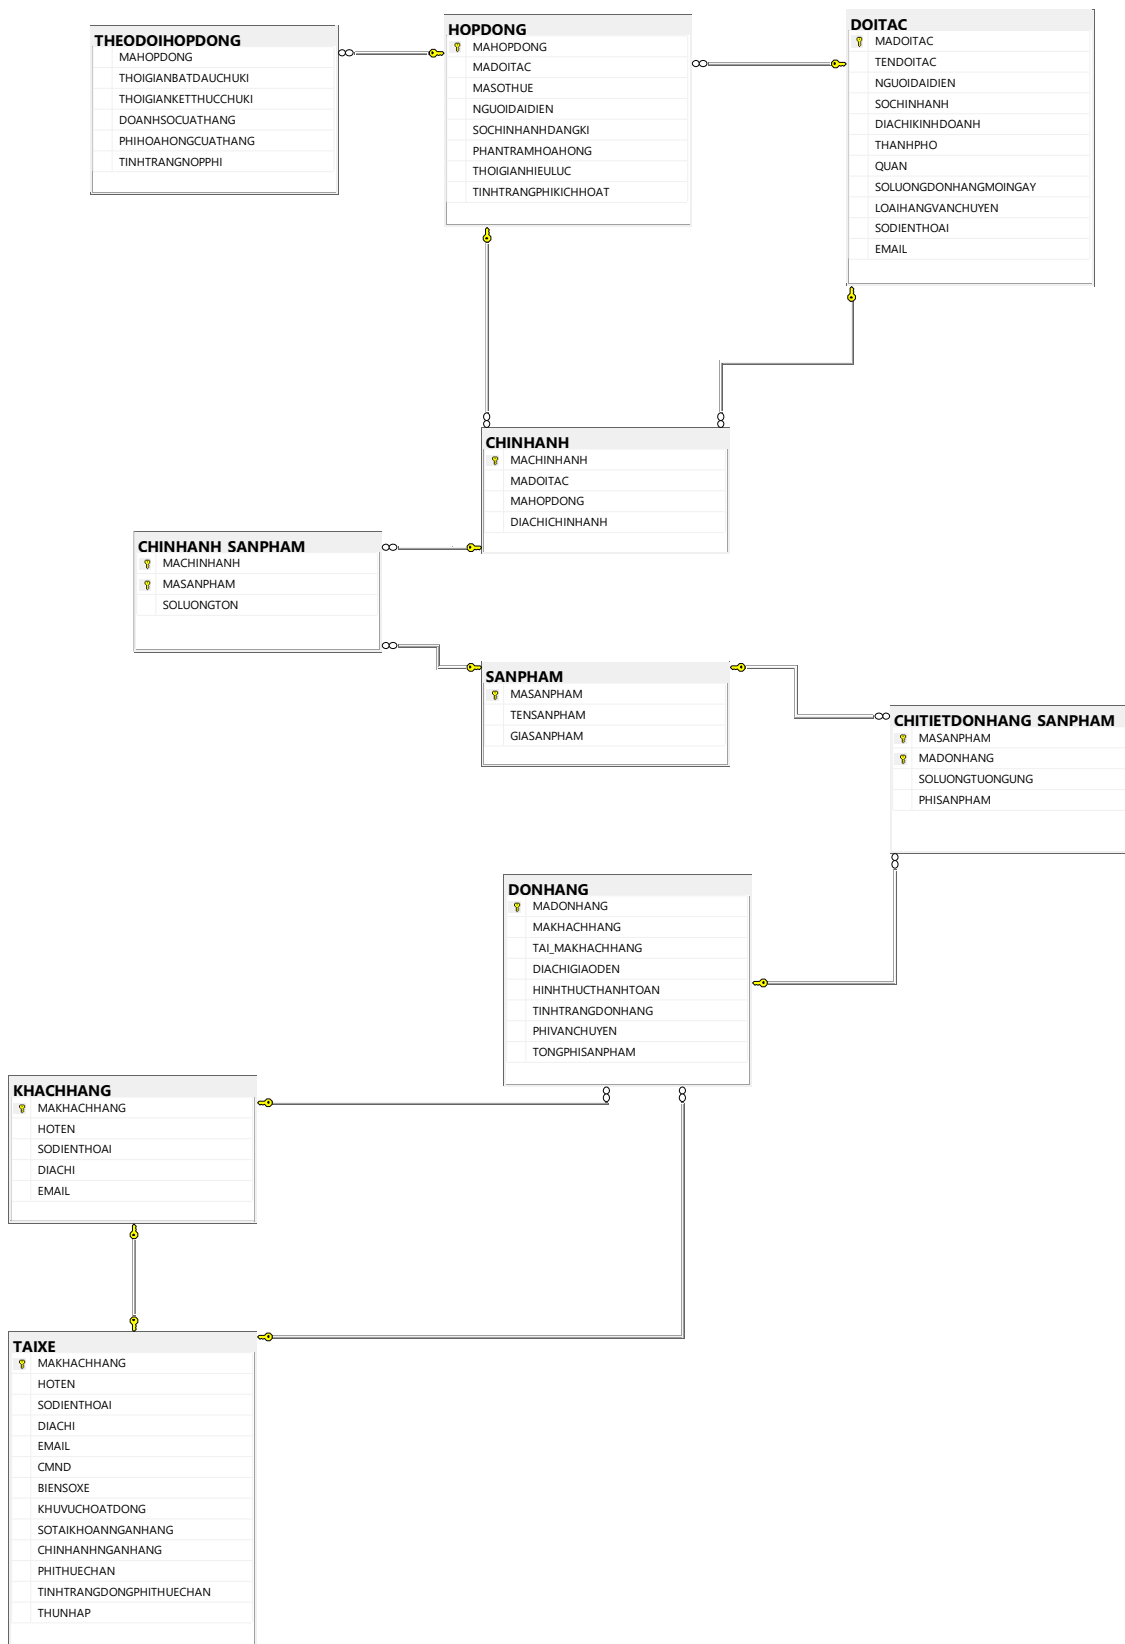 THEODOIHOPDONG
MAHOPDONG
THOIGIANBATDAUCHUKI
THOIGIANKETTHUCCHUKI
DOANHSOCUATHANG
PHIHOAHONGCUATHANG
TINHTRANGNOPPHI
HOPDONG
MAHOPDONG
MADOITAC
MASOTHUE
NGUOIDAIDIEN
SOCHINHANHDANGKI
PHANTRAMHOAHONG
THOIGIANHIEULUC
TINHTRANGPHIKICHHOAT
DOITAC
MADOITAC
TENDOITAC
NGUOIDAIDIEN
SOCHINHANH
DIACHIKINHDOANH
THANHPHO
QUAN
SOLUONGDONHANGMOINGAY
LOAIHANGVANCHUYEN
SODIENTHOAI
EMAIL
CHINHANH
MACHINHANH
MADOITAC
MAHOPDONG
DIACHICHINHANH
CHINHANH SANPHAM
MACHINHANH
MASANPHAM
SOLUONGTON
SANPHAM
MASANPHAM
TENSANPHAM
GIASANPHAM
CHITIETDONHANG SANPHAM
MASANPHAM
MADONHANG
SOLUONGTUONGUNG
PHISANPHAM
DONHANG
MADONHANG
MAKHACHHANG
TAI_MAKHACHHANG
DIACHIGIAODEN
HINHTHUCTHANHTOAN
TINHTRANGDONHANG
PHIVANCHUYEN
TONGPHISANPHAM
KHACHHANG
MAKHACHHANG
HOTEN
SODIENTHOAI
DIACHI
EMAIL
TAIXE
MAKHACHHANG
HOTEN
SODIENTHOAI
DIACHI
EMAIL
CMND
BIENSOXE
KHUVUCHOATDONG
SOTAIKHOANNGANHANG
CHINHANHNGANHANG
PHITHUECHAN
TINHTRANGDONGPHITHUECHAN
THUNHAP